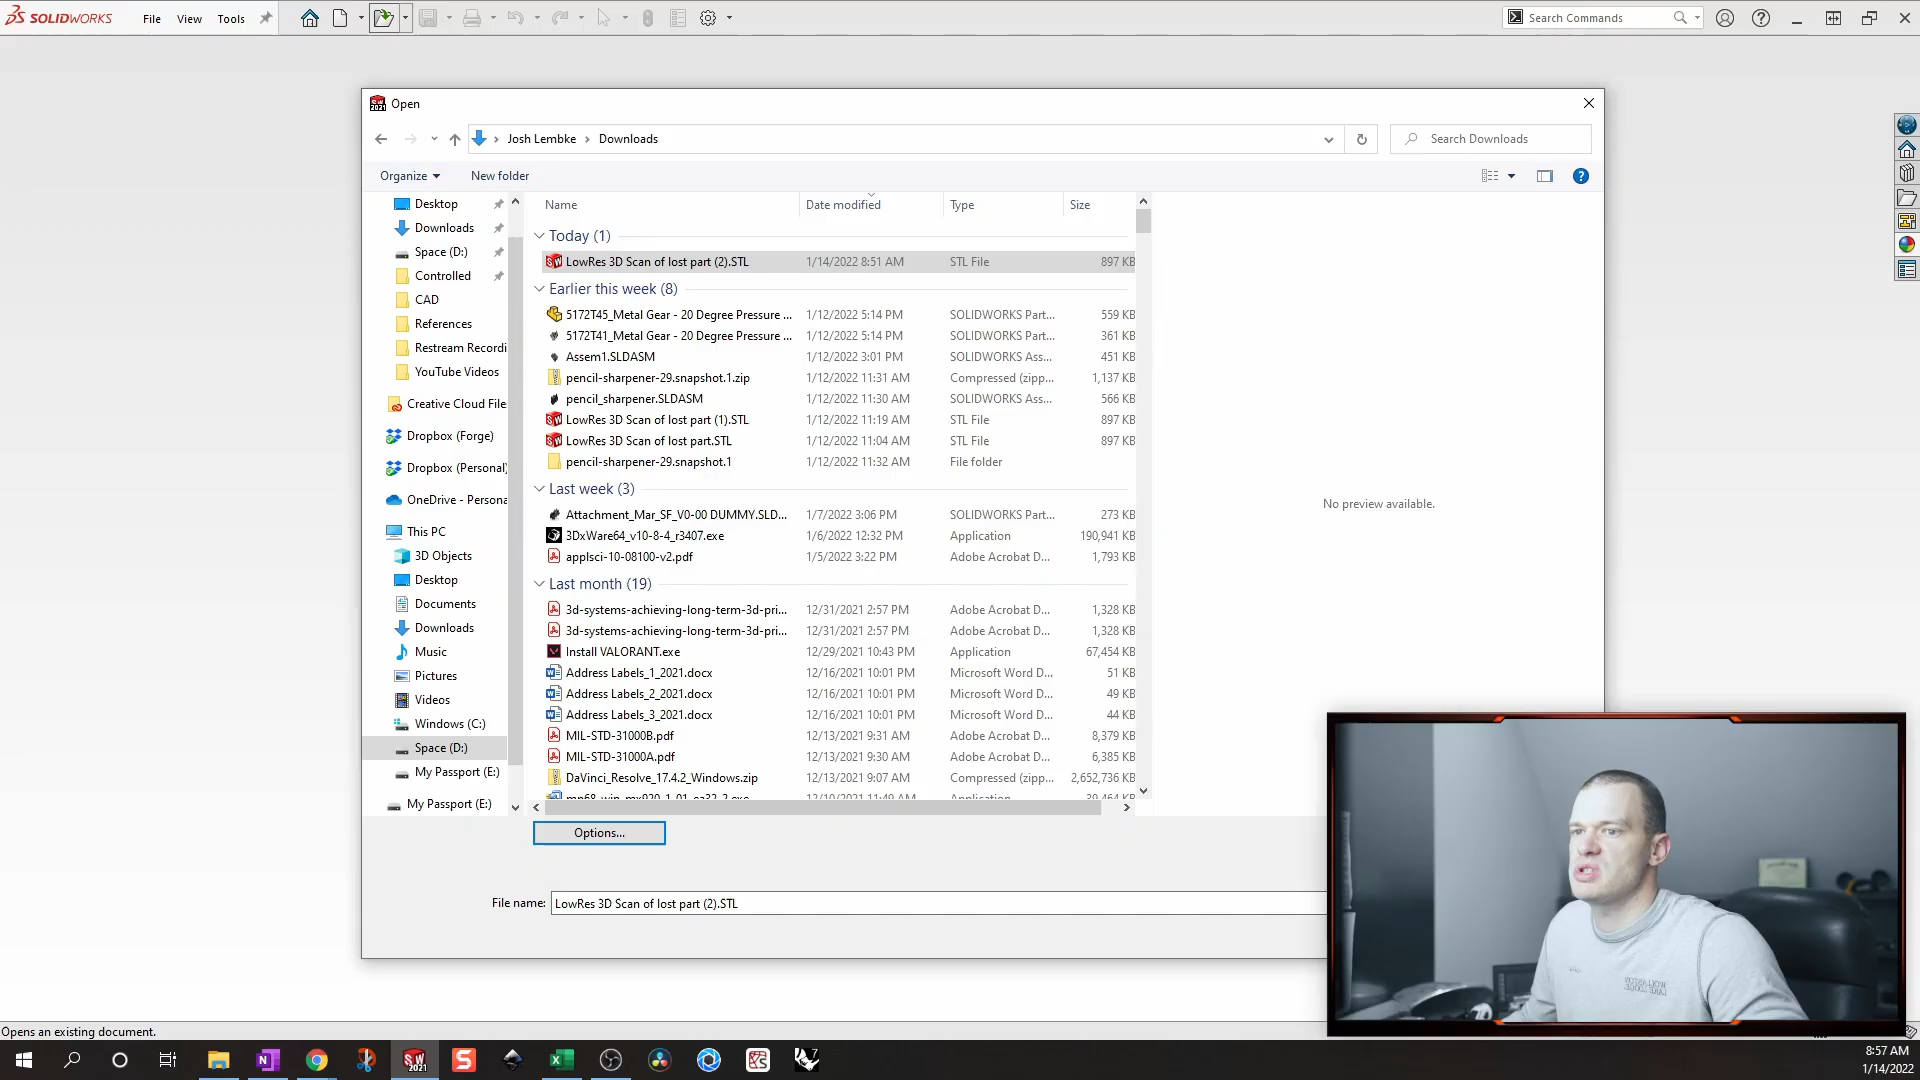 SOLIDWORKS File View Tools Search Commands
Open
Josh Lembke Downloads Search Downloads
Organize New folder
Name Date modified Type Size
Desktop
Downloads
Space (D:)
Controlled
CAD
References
Restream Recordi
YouTube Videos
Creative Cloud File
Dropbox (Forge)
Dropbox (Personal)
OneDrive - Persona
This PC
3D Objects
Desktop
Documents
Downloads
Music
Pictures
Videos
Windows (C:)
Space (D:)
My Passport (E:)
My Passport (E:)
Today (1)
LowRes 3D Scan of lost part (2).STL 1/14/2022 8:51 AM STL File 897 KB
Earlier this week (8)
5172T45_Metal Gear - 20 Degree Pressure ... 1/12/2022 5:14 PM SOLIDWORKS Part... 559 KB
5172T41_Metal Gear - 20 Degree Pressure ... 1/12/2022 5:14 PM SOLIDWORKS Part... 361 KB
Assem1.SLDASM 1/12/2022 3:01 PM SOLIDWORKS Ass... 451 KB
pencil-sharpener-29.snapshot.1.zip 1/12/2022 11:31 AM Compressed (zipp... 1,137 KB
pencil_sharpener.SLDASM 1/12/2022 11:30 AM SOLIDWORKS Ass... 566 KB
LowRes 3D Scan of lost part (1).STL 1/12/2022 11:19 AM STL File 897 KB
LowRes 3D Scan of lost part.STL 1/12/2022 11:04 AM STL File 897 KB
pencil-sharpener-29.snapshot.1 1/12/2022 11:32 AM File folder
Last week (3)
Attachment_Mar_SF_V0-00 DUMMY.SLD... 1/7/2022 3:06 PM SOLIDWORKS Part... 273 KB
3DxWare64_v10-8-4_r3407.exe 1/6/2022 12:32 PM Application 190,941 KB
applsci-10-08100-v2.pdf 1/5/2022 3:22 PM Adobe Acrobat D... 1,793 KB
Last month (19)
3d-systems-achieving-long-term-3d-pri... 12/31/2021 2:57 PM Adobe Acrobat D... 1,328 KB
3d-systems-achieving-long-term-3d-pri... 12/31/2021 2:57 PM Adobe Acrobat D... 1,328 KB
Install VALORANT.exe 12/29/2021 10:43 PM Application 67,454 KB
Address Labels_1_2021.docx 12/16/2021 10:01 PM Microsoft Word D... 51 KB
Address Labels_2_2021.docx 12/16/2021 10:01 PM Microsoft Word D... 49 KB
Address Labels_3_2021.docx 12/16/2021 10:01 PM Microsoft Word D... 44 KB
MIL-STD-31000B.pdf 12/13/2021 9:31 AM Adobe Acrobat D... 8,379 KB
MIL-STD-31000A.pdf 12/13/2021 9:30 AM Adobe Acrobat D... 6,385 KB
DaVinci_Resolve_17.4.2_Windows.zip 12/13/2021 9:07 AM Compressed (zipp... 2,652,736 KB
No preview available.
Options...
File name: LowRes 3D Scan of lost part (2).STL
Opens an existing document.
8:57 AM
1/14/2022